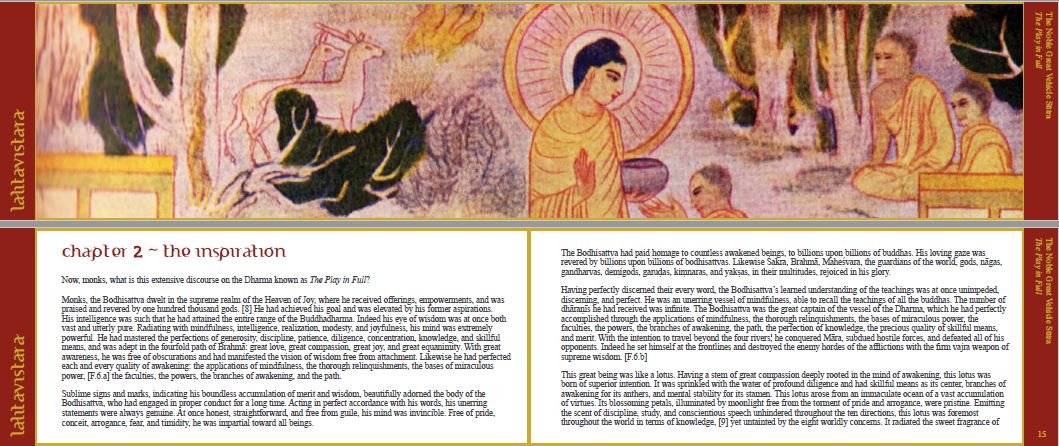 lalitavistara
The Noble Great Vehicle Sūtra
The Play in Full
lalitavistara
chapter 2 ~ the inspiration
Now, monks, what is this extensive discourse on the Dharma known as The Play in Full?
Monks, the Bodhisattva dwelt in the supreme realm of the Heaven of Joy, where he received offerings, empowerments, and was
praised and revered by one hundred thousand gods. [8] He had achieved his goal and was elevated by his former aspirations.
His intelligence was such that he had attained the entire range of the Buddhadharma. Indeed his eye of wisdom was at once both
vast and utterly pure. Radiating with mindfulness, intelligence, realization, modesty, and joyfulness, his mind was extremely
powerful. He had mastered the perfections of generosity, discipline, patience, diligence, concentration, knowledge, and skillful
means, and was adept in the fourfold path of Brahmā: great love, great compassion, great joy, and great equanimity. With great
awareness, he was free of obscurations and had manifested the vision of wisdom free from attachment. Likewise he had perfected
each and every quality of awakening: the applications of mindfulness, the thorough relinquishments, the bases of miraculous
power, [F.6.a] the faculties, the powers, the branches of awakening, and the path.
Sublime signs and marks, indicating his boundless accumulation of merit and wisdom, beautifully adorned the body of the
Bodhisattva, who had engaged in proper conduct for a long time. Acting in perfect accordance with his words, his unerring
statements were always genuine. At once honest, straightforward, and free from guile, his mind was invincible. Free of pride,
conceit, arrogance, fear, and timidity, he was impartial toward all beings.
The Bodhisattva had paid homage to countless awakened beings, to billions upon billions of buddhas. His loving gaze was
revered by billions upon billions of bodhisattvas. Likewise Śakra, Brahmā, Maheśvara, the guardians of the world, gods, nāgas,
gandharvas, demigods, garuḍas, kiṃnaras, and yakṣas, in their multitudes, rejoiced in his glory.
Having perfectly discerned their every word, the Bodhisattva's learned understanding of the teachings was at once unimpeded,
discerning, and perfect. He was an unerring vessel of mindfulness, able to recall the teachings of all the buddhas. The number of
dhāraṇīs he had received was infinite. The Bodhisattva was the great captain of the vessel of the Dharma, which he had perfectly
accomplished through the applications of mindfulness, the thorough relinquishments, the bases of miraculous power, the
faculties, the powers, the branches of awakening, the path, the perfection of knowledge, the precious quality of skillful means,
and merit. With the intention to travel beyond the four rivers, he conquered Māra, subdued hostile forces, and defeated all of his
opponents. Indeed he set himself at the frontlines and destroyed the enemy hordes of the afflictions with the firm vajra weapon of
supreme wisdom. [F.6.b]
This great being was like a lotus. Having a stem of great compassion deeply rooted in the mind of awakening, this lotus was
born of superior intention. It was sprinkled with the water of profound diligence and had skillful means as its center, branches of
awakening for its anthers, and mental stability for its stamen. This lotus arose from an immaculate ocean of a vast accumulation
of virtues. Its blossoming petals, illuminated by moonlight free from the torment of pride and arrogance, were pristine. Emitting
the scent of discipline, study, and conscientious speech unhindered throughout the ten directions, this lotus was foremost
throughout the world in terms of knowledge, [9] yet untainted by the eight worldly concerns. It radiated the sweet fragrance of
The Noble Great Vehicle Sūtra
The Play in Full
15